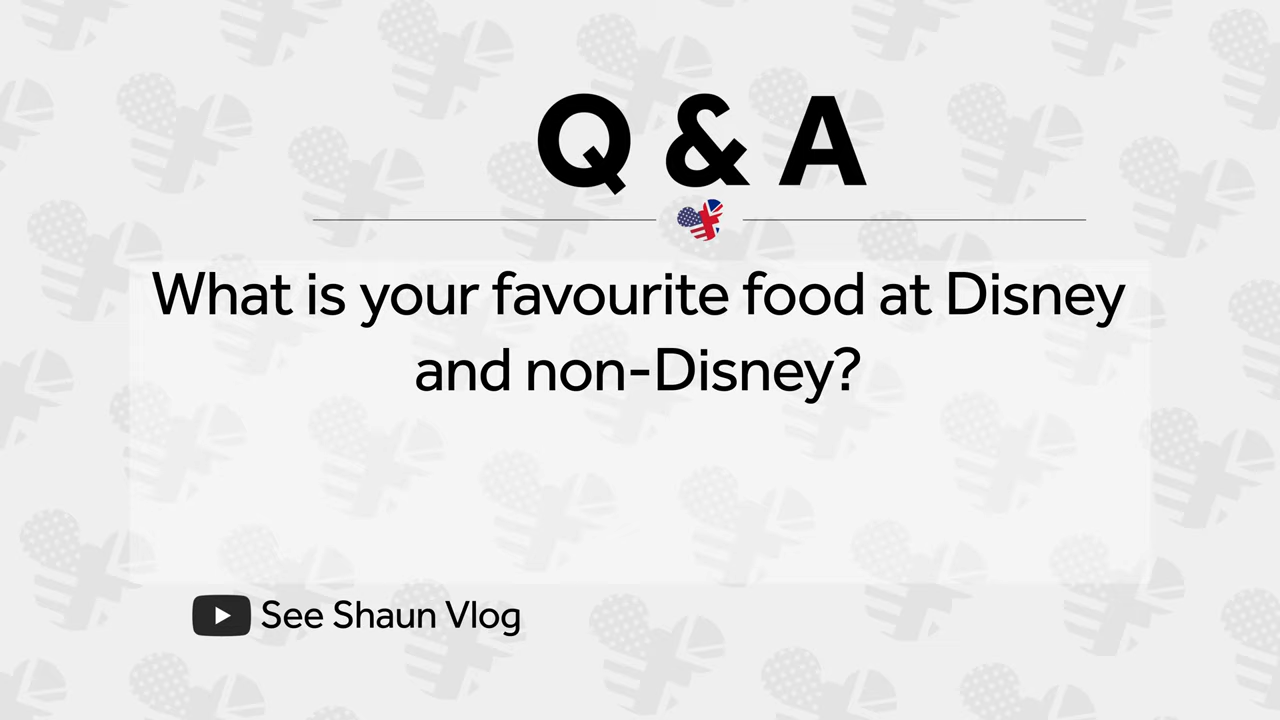 Q & A
What is your favourite food at Disney
and non-Disney?
See Shaun Vlog